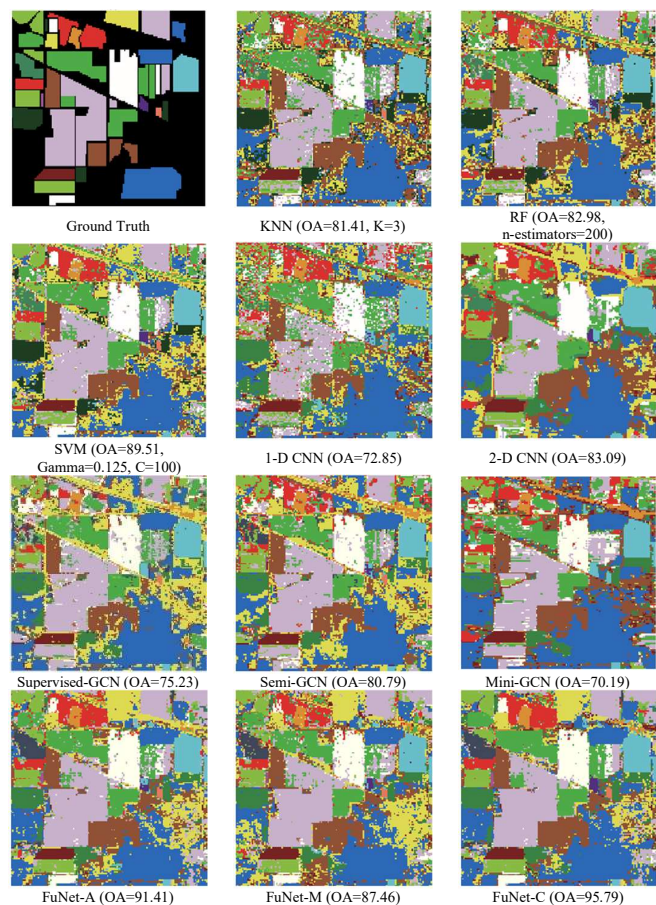 Ground Truth
KNN (OA=81.41, K=3)
RF (OA=82.98,
n-estimators=200)
SVM (OA=89.51,
Gamma=0.125, C=100)
1-D CNN (OA=72.85)
2-D CNN (OA=83.09)
Supervised-GCN (OA=75.23)
Semi-GCN (OA=80.79)
Mini-GCN (OA=70.19)
FuNet-A (OA=91.41)
FuNet-M (OA=87.46)
FuNet-C (OA=95.79)